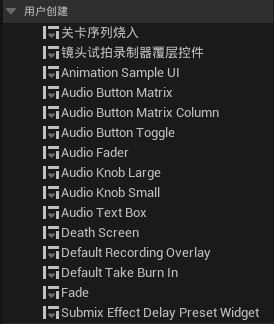 用户创建
关卡序列烧入
镜头试拍录制器覆层控件
Animation Sample UI
Audio Button Matrix
Audio Button Matrix Column
Audio Button Toggle
Audio Fader
Audio Knob Large
Audio Knob Small
Audio Text Box
Death Screen
Default Recording Overlay
Default Take Burn In
Fade
Submix Effect Delay Preset Widget